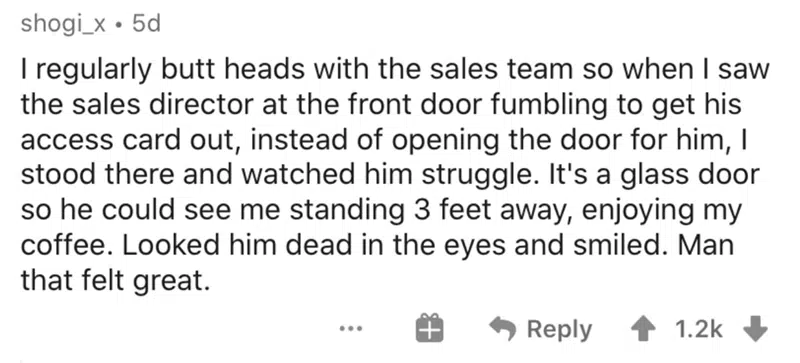 shogi_x • 5d
I regularly butt heads with the sales team so when I saw
the sales director at the front door fumbling to get his
access card out, instead of opening the door for him, I
stood there and watched him struggle. It's a glass door
so he could see me standing 3 feet away, enjoying my
coffee. Looked him dead in the eyes and smiled. Man
that felt great.
... Reply 1.2k